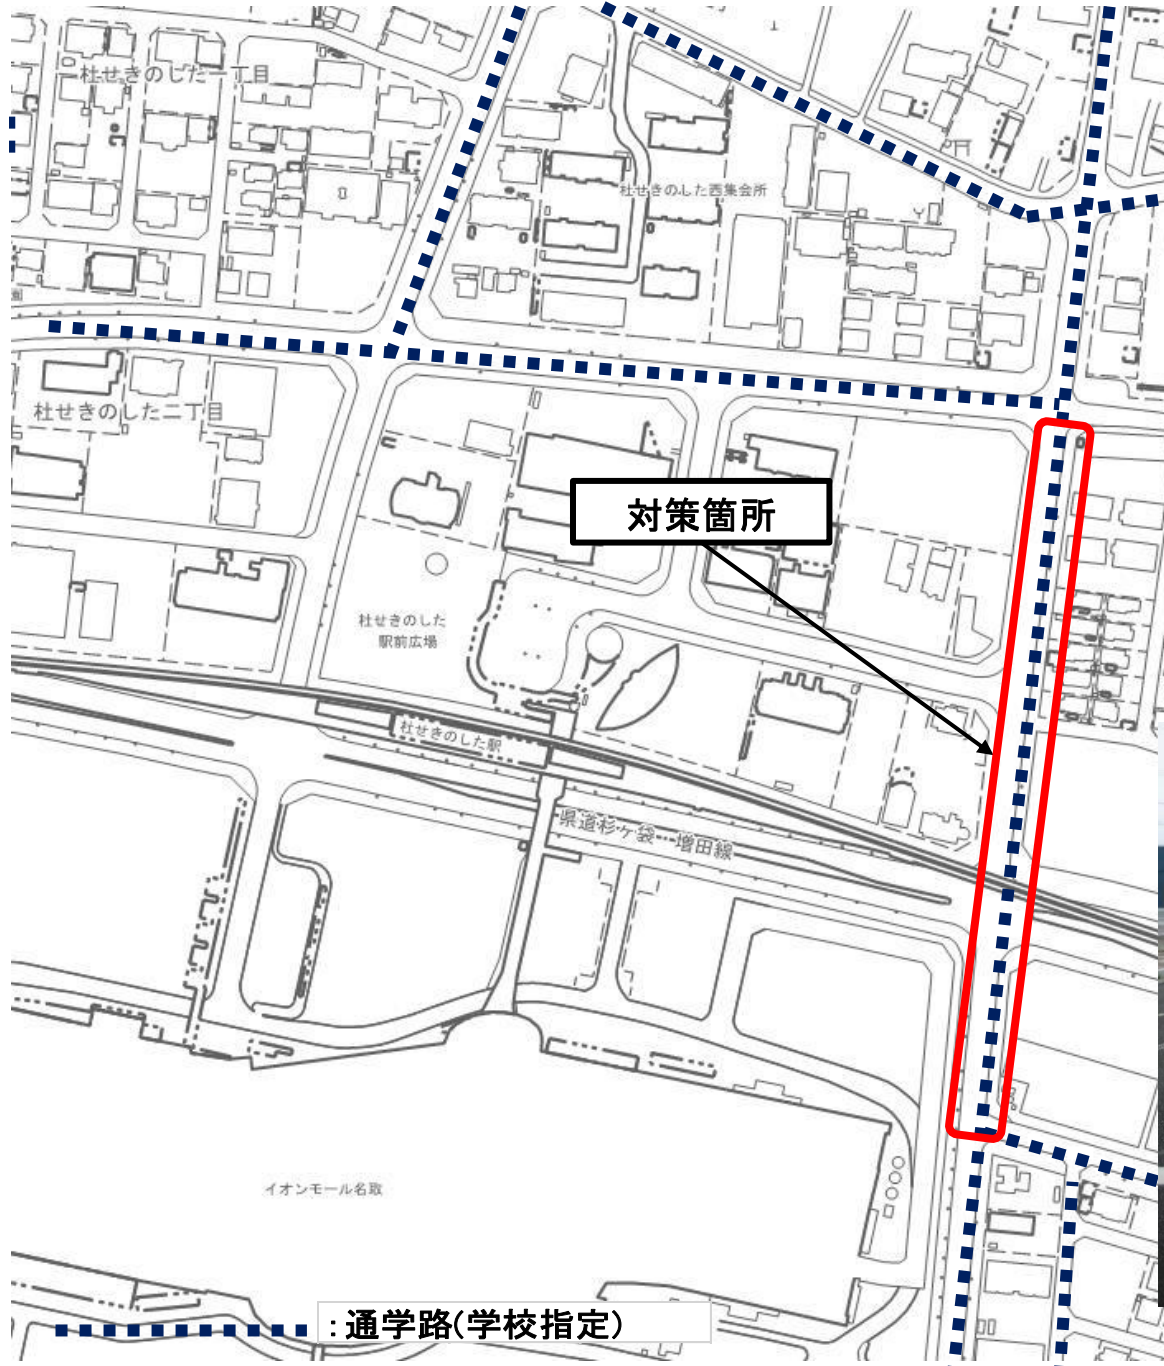 杜せきのした一丁目
杜せきのした西集会所
杜せきのした二丁目
対策箇所
杜せきのした
駅前広場
杜せきのした駅
県道杉ケ袋・増田線
イオンモール名取
:通学路(学校指定)